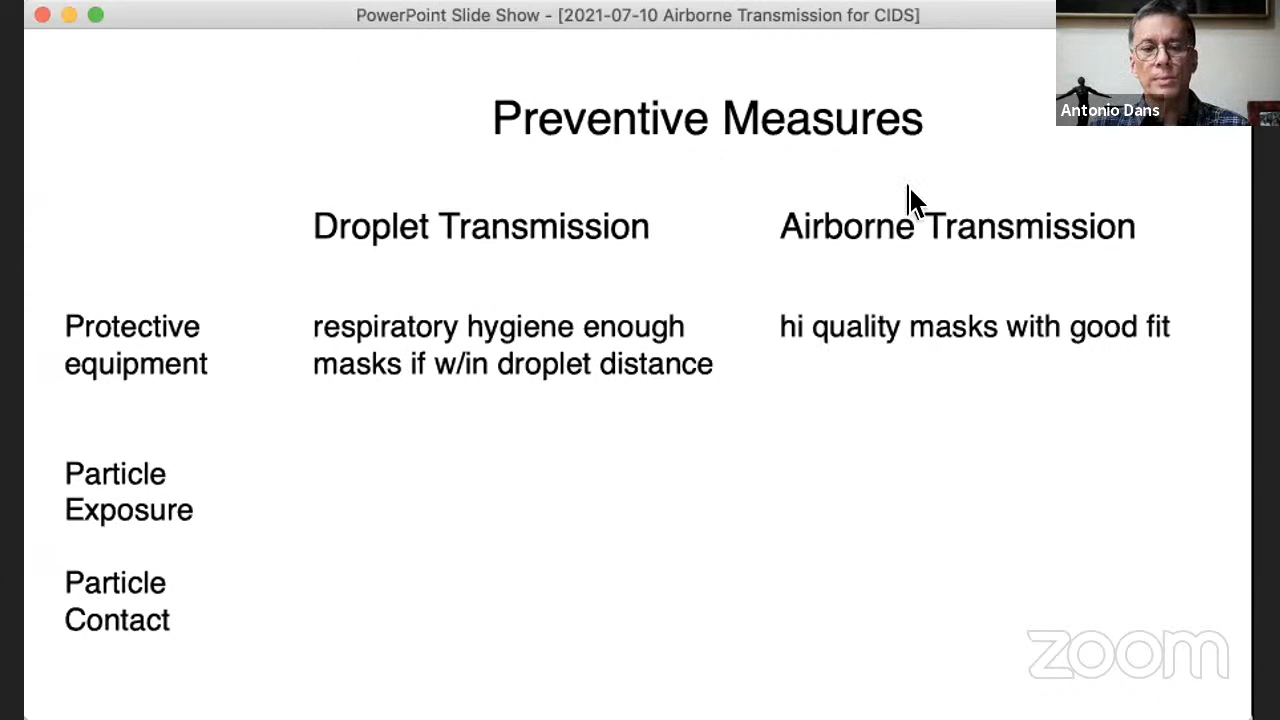 PowerPoint Slide Show - [2021-07-10 Airborne Transmission for CIDS]
Antonio Dans
Preventive Measures
Droplet Transmission
Airborne Transmission
Protective
equipment
respiratory hygiene enough
masks if w/in droplet distance
hi quality masks with good fit
Particle
Exposure
Particle
Contact
zoom